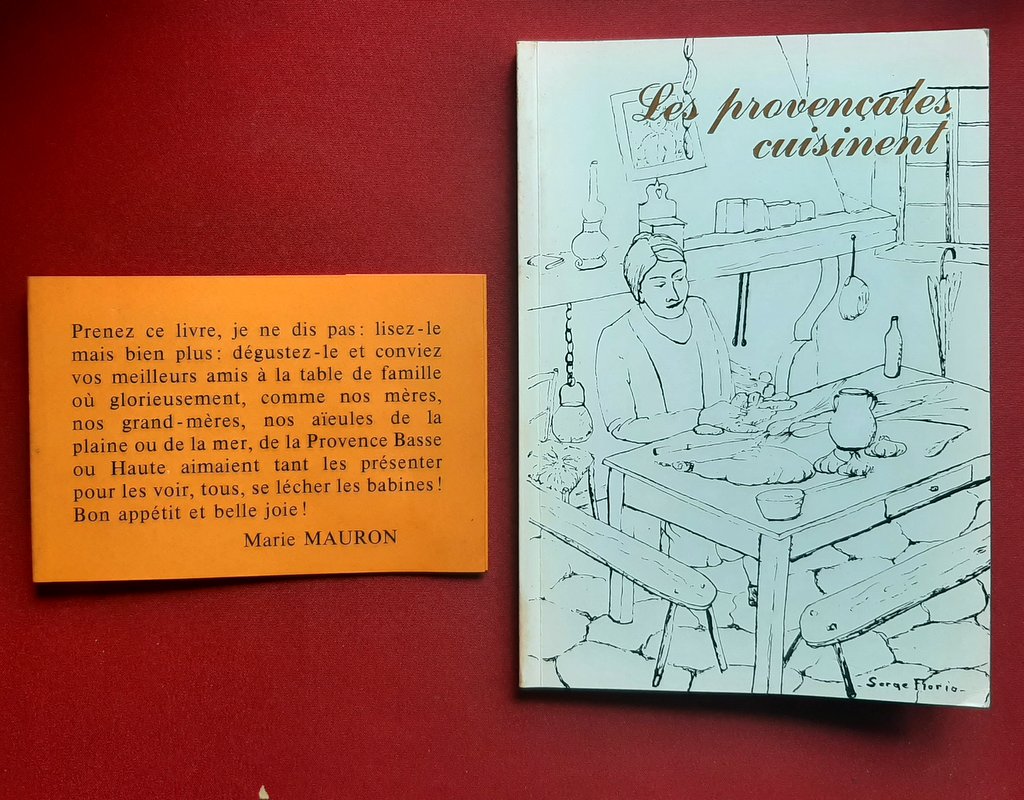 Prenez ce livre, je ne dis pas : lisez-le
mais bien plus : dégustez-le et conviez
vos meilleurs amis à la table de famille
où glorieusement, comme nos mères,
nos grand-mères, nos aïeules de la
plaine ou de la mer, de la Provence Basse
ou Haute aimaient tant les présenter
pour les voir, tous, se lécher les babines !
Bon appétit et belle joie !
Marie MAURON
Les provençales
cuisinent
Serge Fiorio